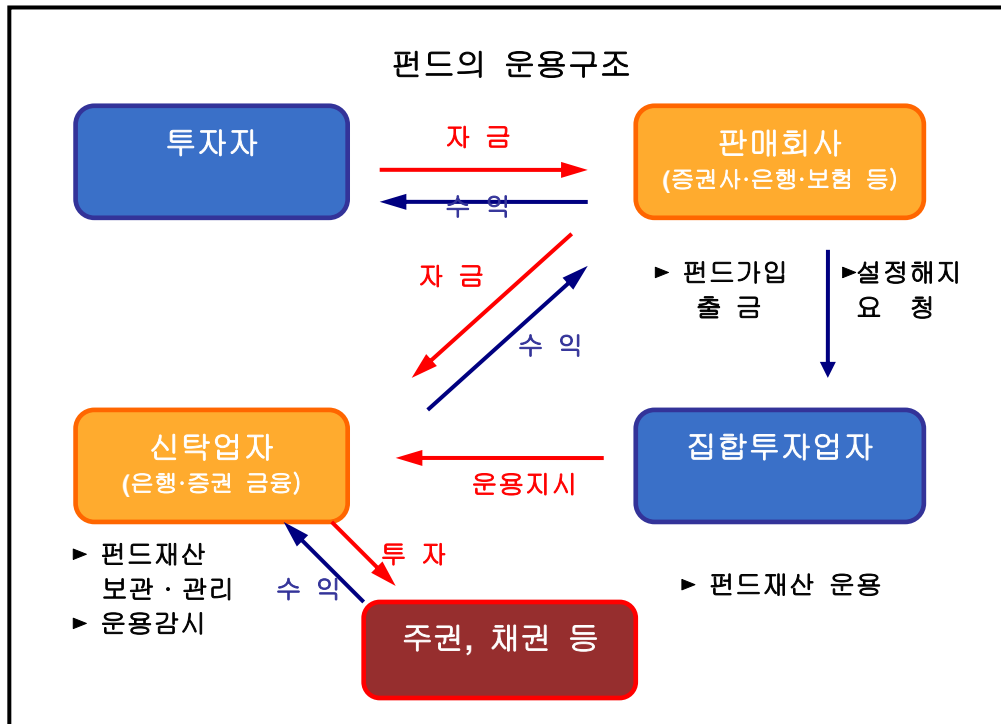 펀드의 운용구조
투자자
자 금
수 익
판매회사
(증권사·은행·보험 등)
자 금
수 익
► 펀드가입
출 금
►설정해지
요 청
신탁업자
(은행·증권 금융)
운용지시
집합투자업자
► 펀드재산
보관·관리
► 운용감시
수 익
투 자
► 펀드재산 운용
주권, 채권 등